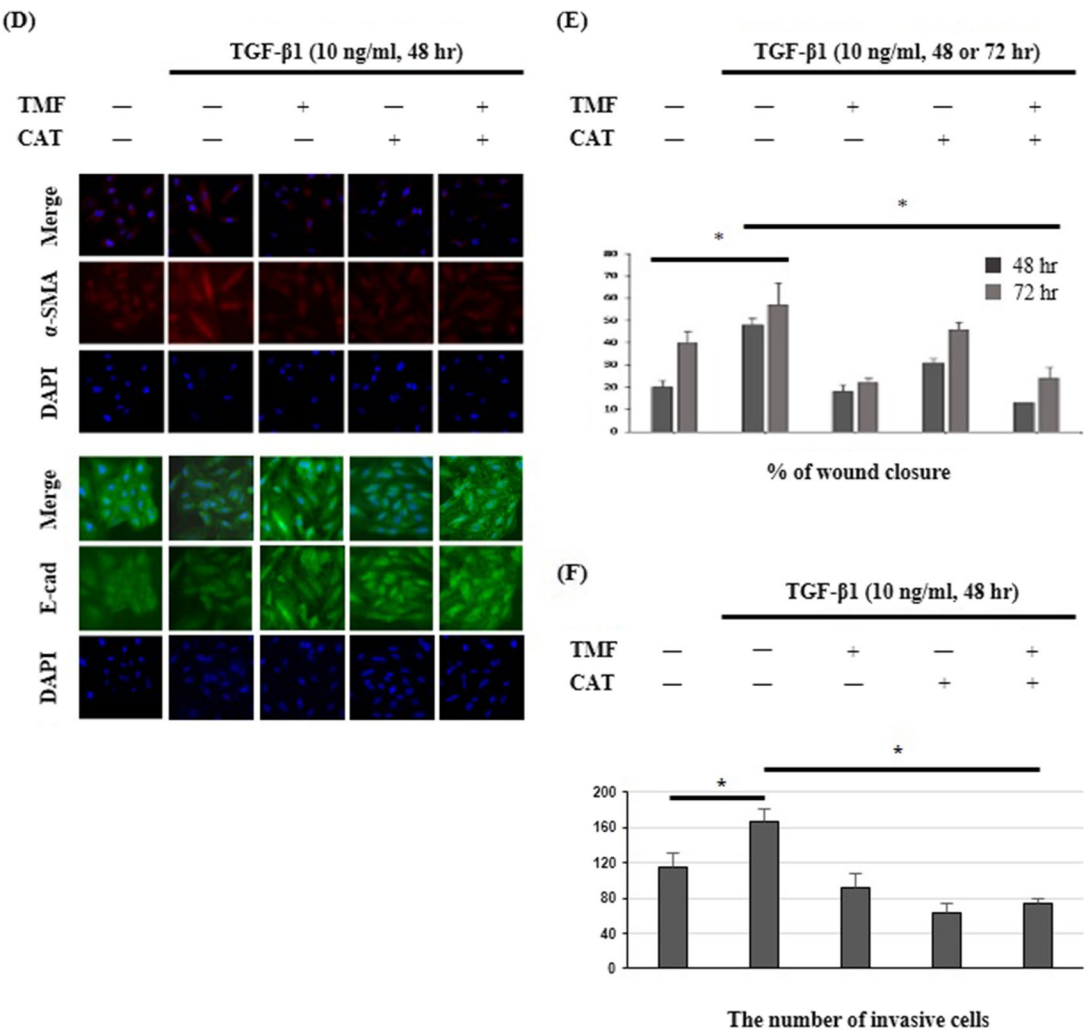 (D)
TGF-β1 (10 ng/ml, 48 hr)
TMF — — + — +
CAT — — — + +
Merge
α-SMA
DAPI
Merge
E-cad
DAPI
(E)
TGF-β1 (10 ng/ml, 48 or 72 hr)
TMF — — + — +
CAT — — — + +
*
*
48 hr
72 hr
80
70
60
50
40
30
20
10
0
% of wound closure
(F)
TGF-β1 (10 ng/ml, 48 hr)
TMF — — + — +
CAT — — — + +
*
*
200
160
120
80
40
0
The number of invasive cells